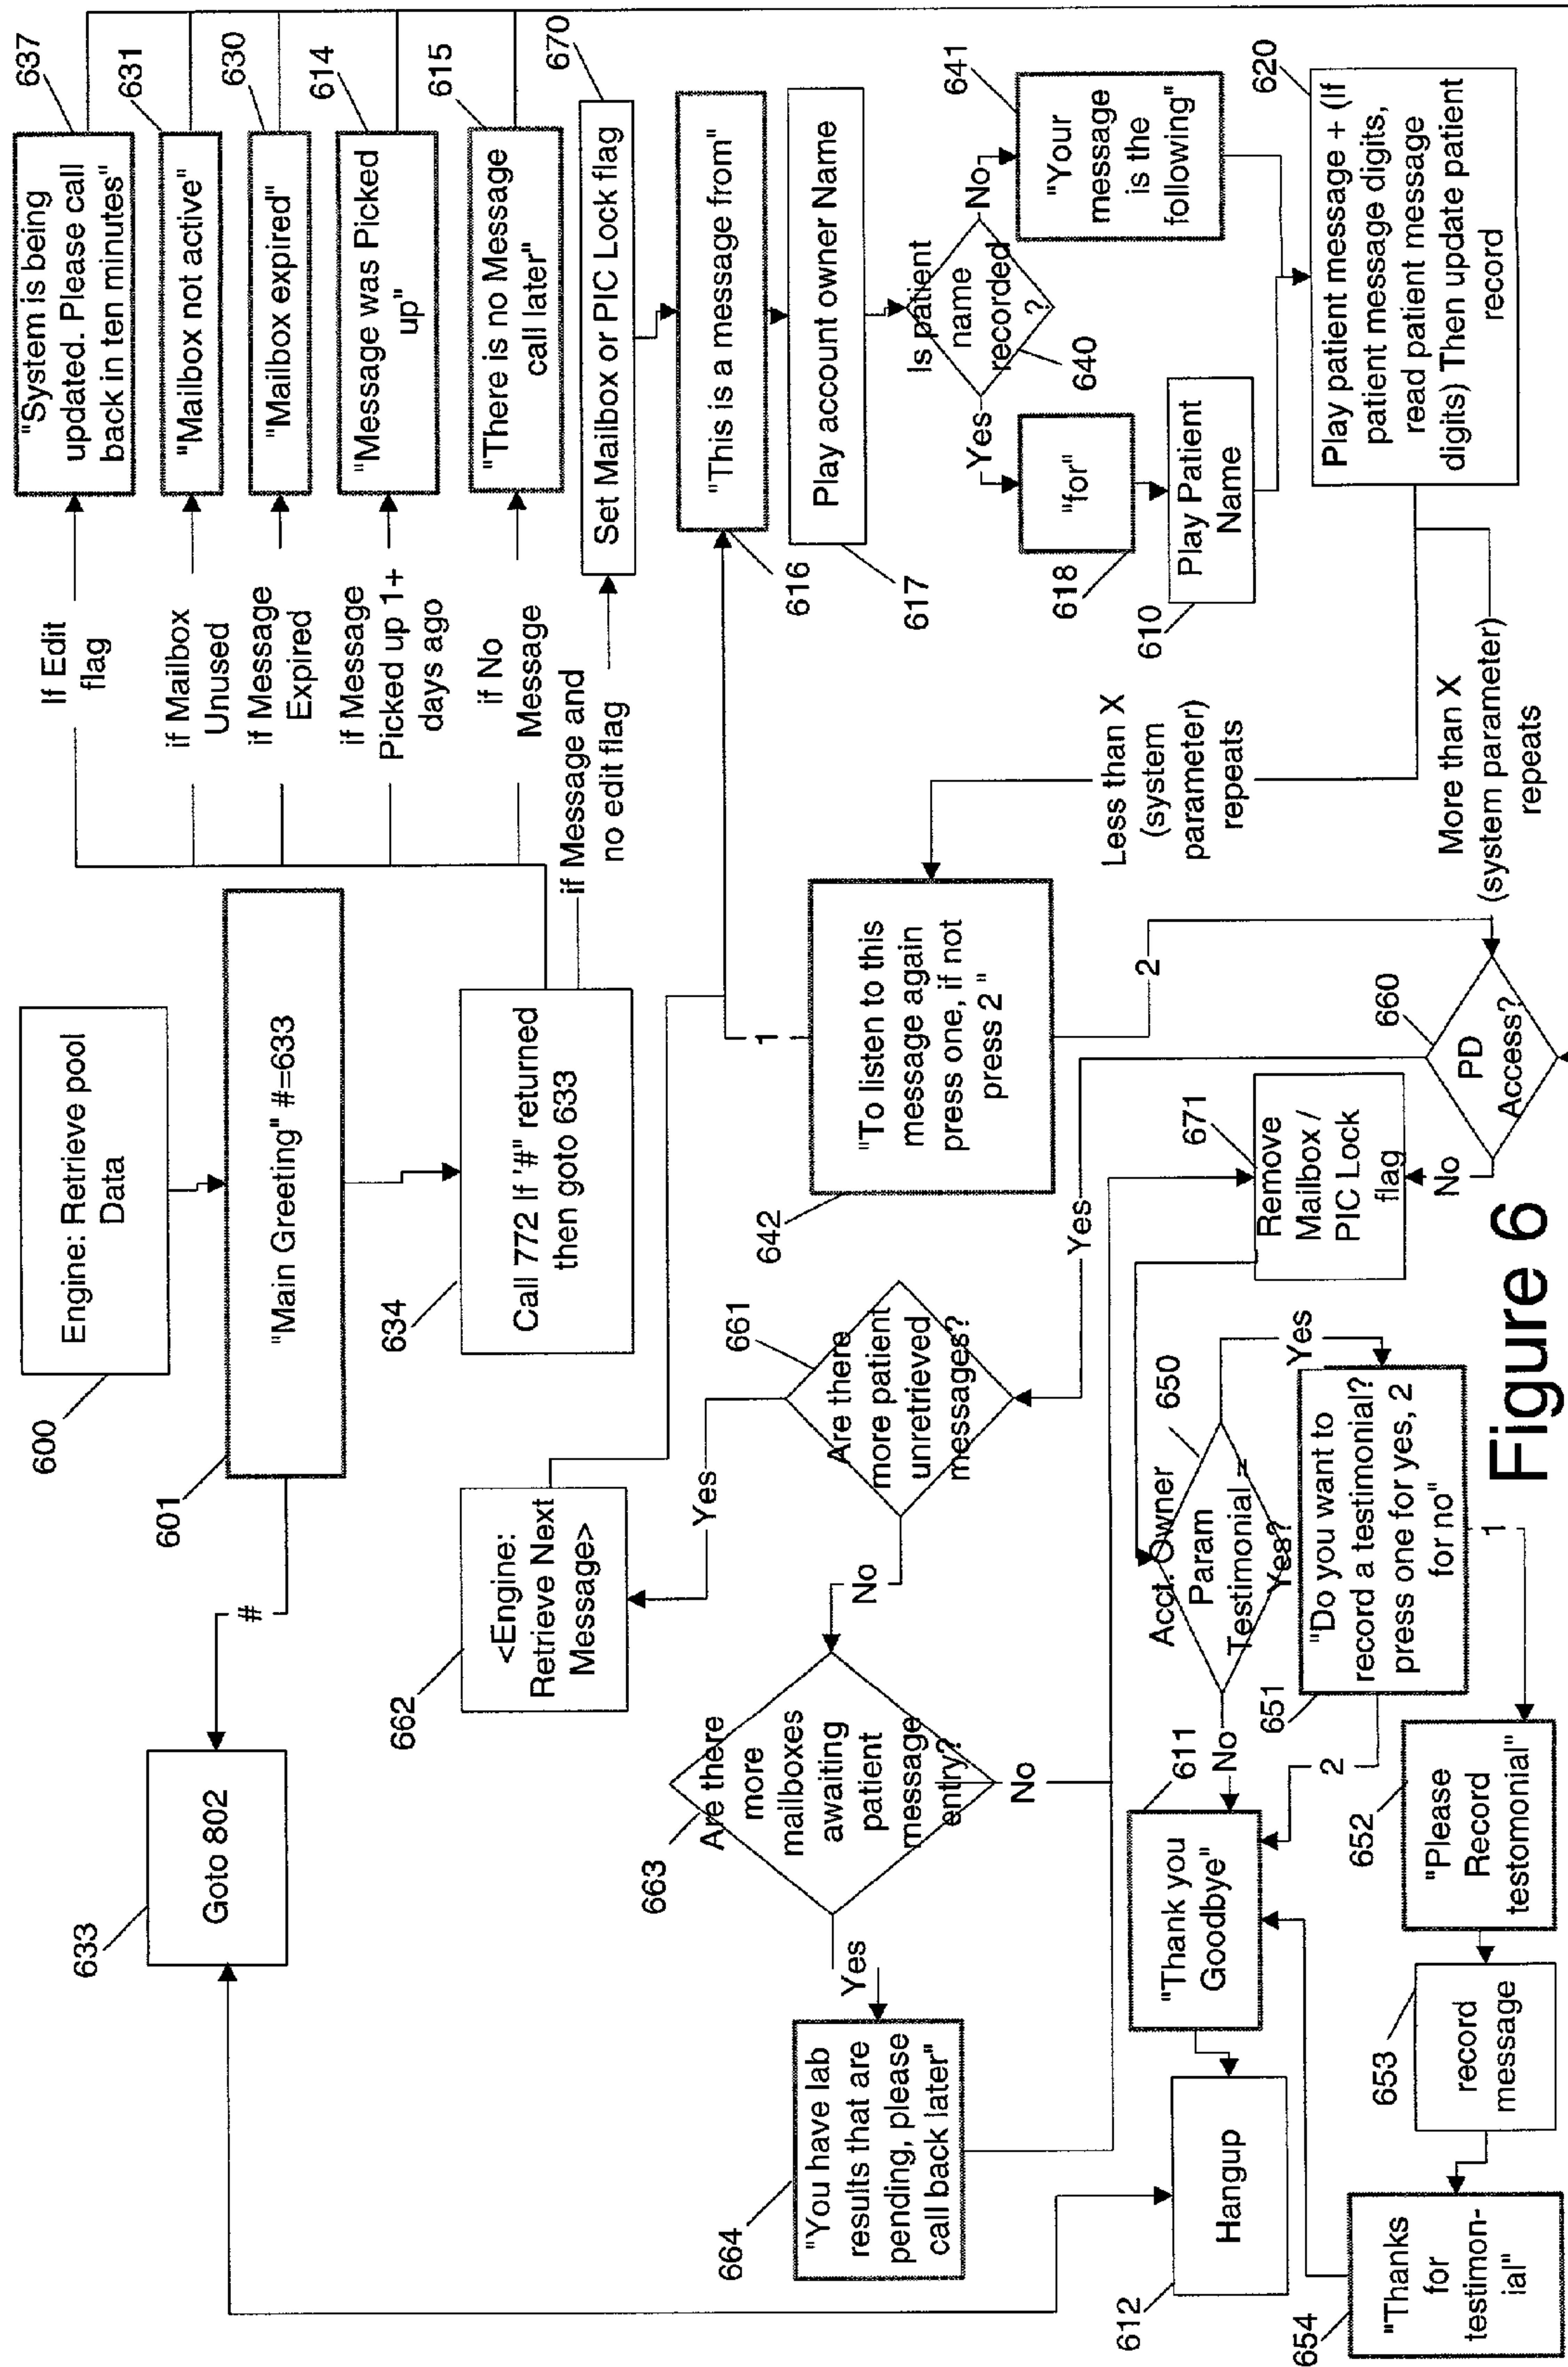 Engine: Retrieve pool
Data
600
"Main Greeting" #=633
601
#
Goto 802
633
Call 772 If '#" returned
then goto 633
634
If Edit
flag
"System is being
updated. Please call
back in ten minutes"
637
if Mailbox
Unused
"Mailbox not active"
631
if Message
Expired
"Mailbox expired"
630
if Message
Picked up 1+
days ago
"Message was Picked
up"
614
if No
Message
"There is no Message
call later"
615
if Message and
no edit flag
Set Mailbox or PIC Lock flag
670
"This is a message from"
616
Play account owner Name
617
Is patient
name
recorded
?
640
Yes
No
"for"
618
Play Patient
Name
610
"Your
message
is the
following"
641
Play patient message + (If
patient message digits,
read patient message
digits) Then update patient
record
620
Less than X
(system
parameter)
repeats
More than X
(system parameter)
repeats
"To listen to this
message again
press one, if not
press 2 "
642
1
2
PD
Access?
660
Yes
No
Are there
more patient
unretrieved
messages?
661
Yes
No
<Engine:
Retrieve Next
Message>
662
Are there
more
mailboxes
awaiting
patient
message
entry?
663
Yes
No
"You have lab
results that are
pending, please
call back later"
664
Remove
Mailbox /
PIC Lock
flag
671
Acct. Owner
Param
Testimonial =
Yes?
650
Yes
No
"Do you want to
record a testimonial?
press one for yes, 2
for no"
651
1
2
"Thank you
Goodbye"
611
Hangup
612
"Please
Record
testomonial"
652
record
message
653
"Thanks
for
testimon-
ial"
654
Figure 6